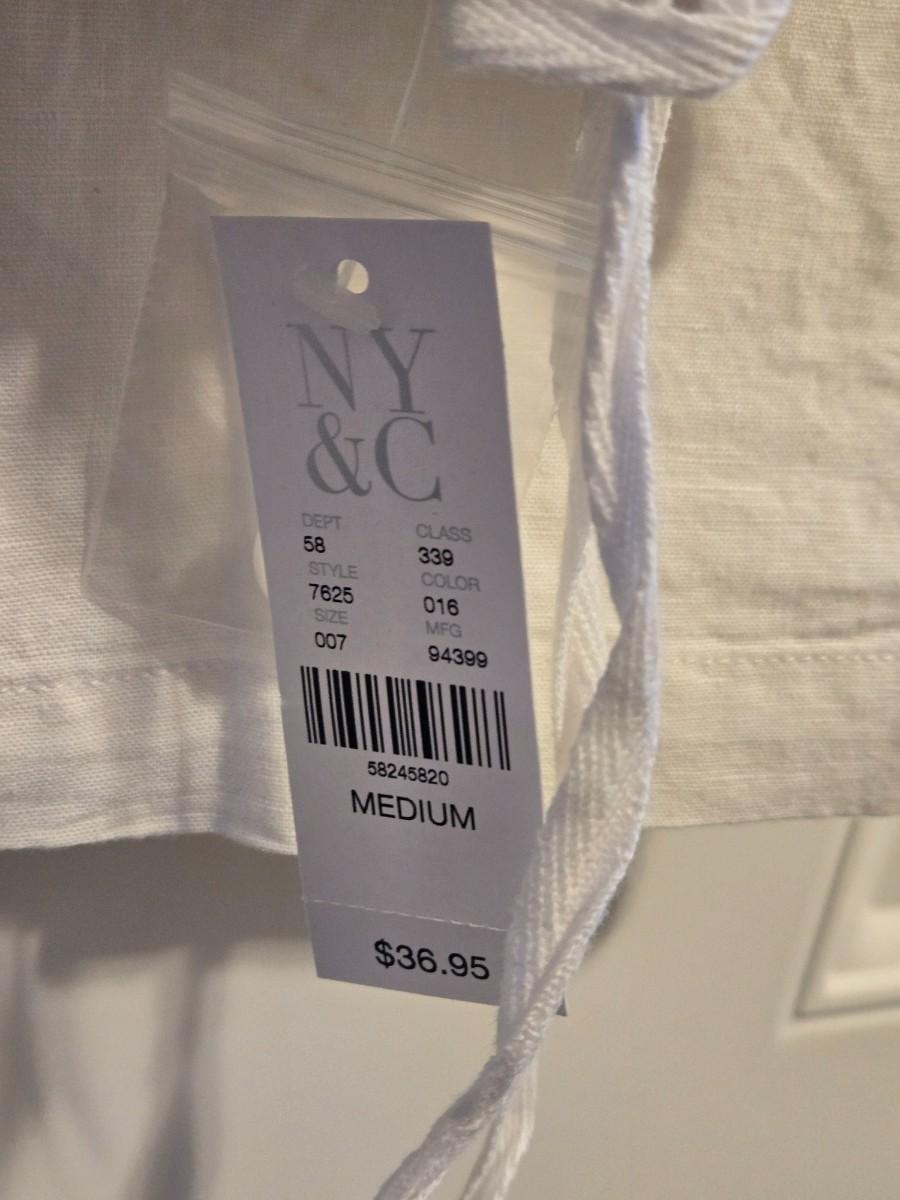 NY
&C
DEPT CLASS
58 339
STYLE COLOR
7625 016
SIZE MFG
007 94399
58245820
MEDIUM
$36.95